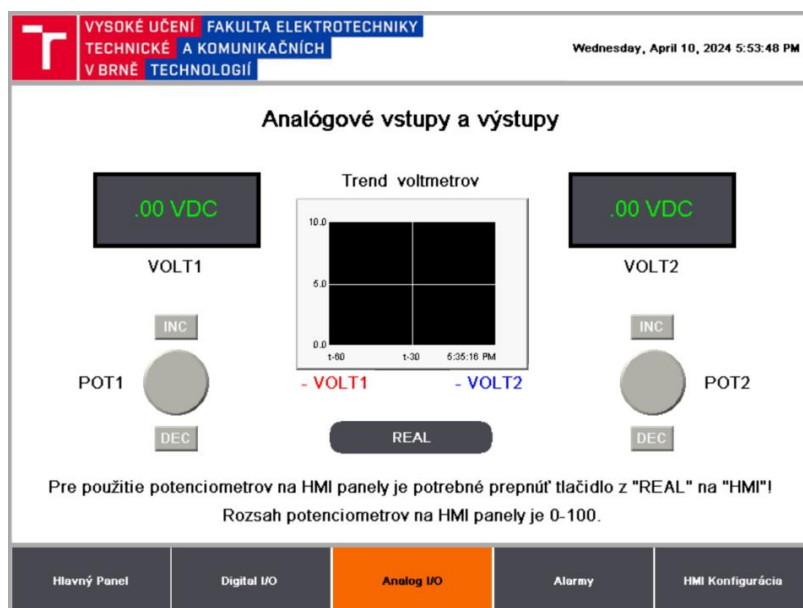 VYSOKÉ UČENÍ FAKULTA ELEKTROTECHNIKY
TECHNICKÉ A KOMUNIKAČNÍCH
V BRNĚ TECHNOLOGIÍ
Wednesday, April 10, 2024 5:53:48 PM
Analógové vstupy a výstupy
.00 VDC
VOLT1
Trend voltmetrov
10.0
5.0
0.0
t-60 t-30 5:35:16 PM
- VOLT1 - VOLT2
.00 VDC
VOLT2
INC
POT1
DEC
REAL
INC
POT2
DEC
Pre použitie potenciometrov na HMI panely je potrebné prepnúť tlačidlo z "REAL" na "HMI"!
Rozsah potenciometrov na HMI panely je 0-100.
Hlavný Panel Digital I/O Analog I/O Alarmy HMI Konfigurácia